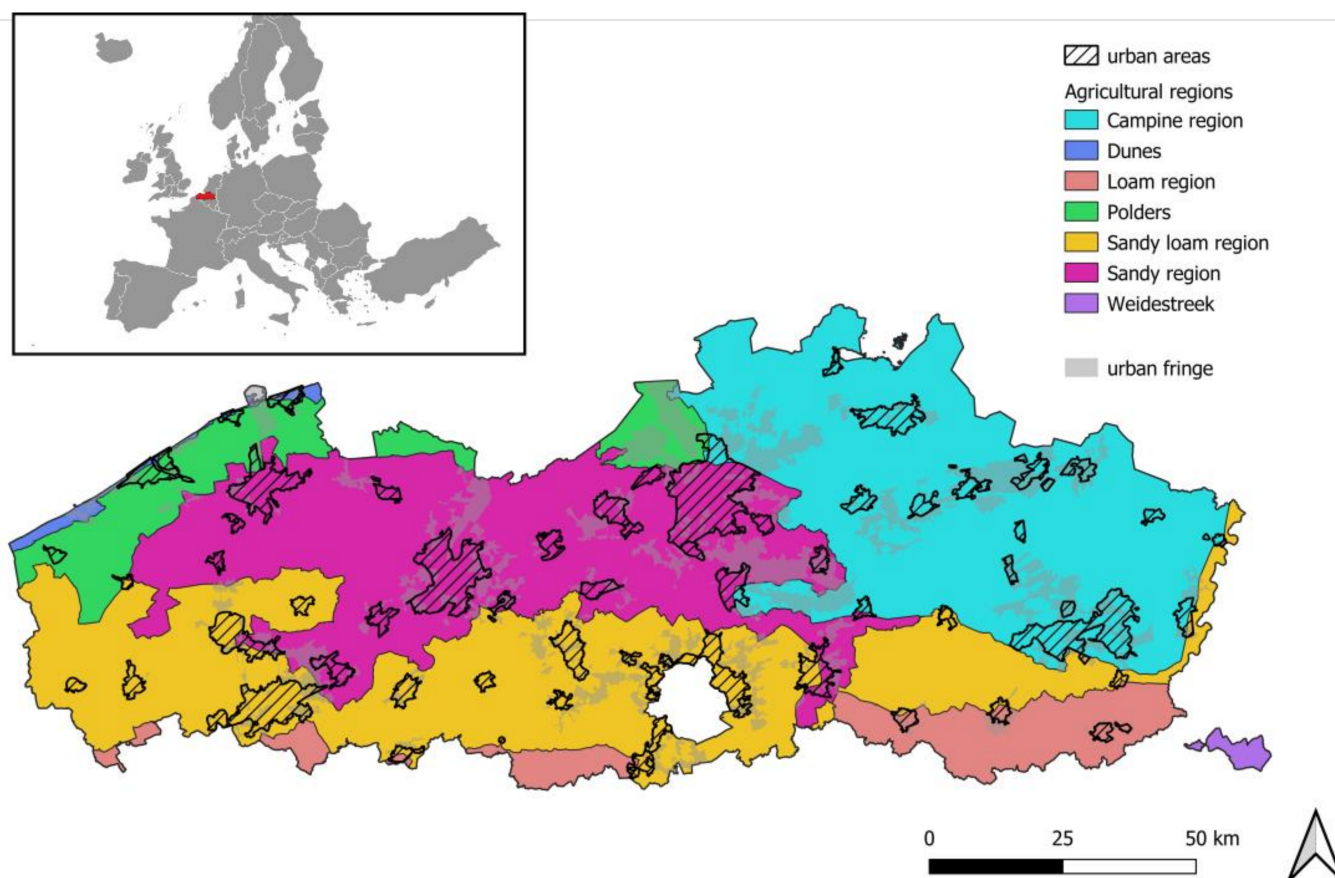 urban areas
Agricultural regions
Campine region
Dunes
Loam region
Polders
Sandy loam region
Sandy region
Weidestreek
urban fringe
0 25 50 km